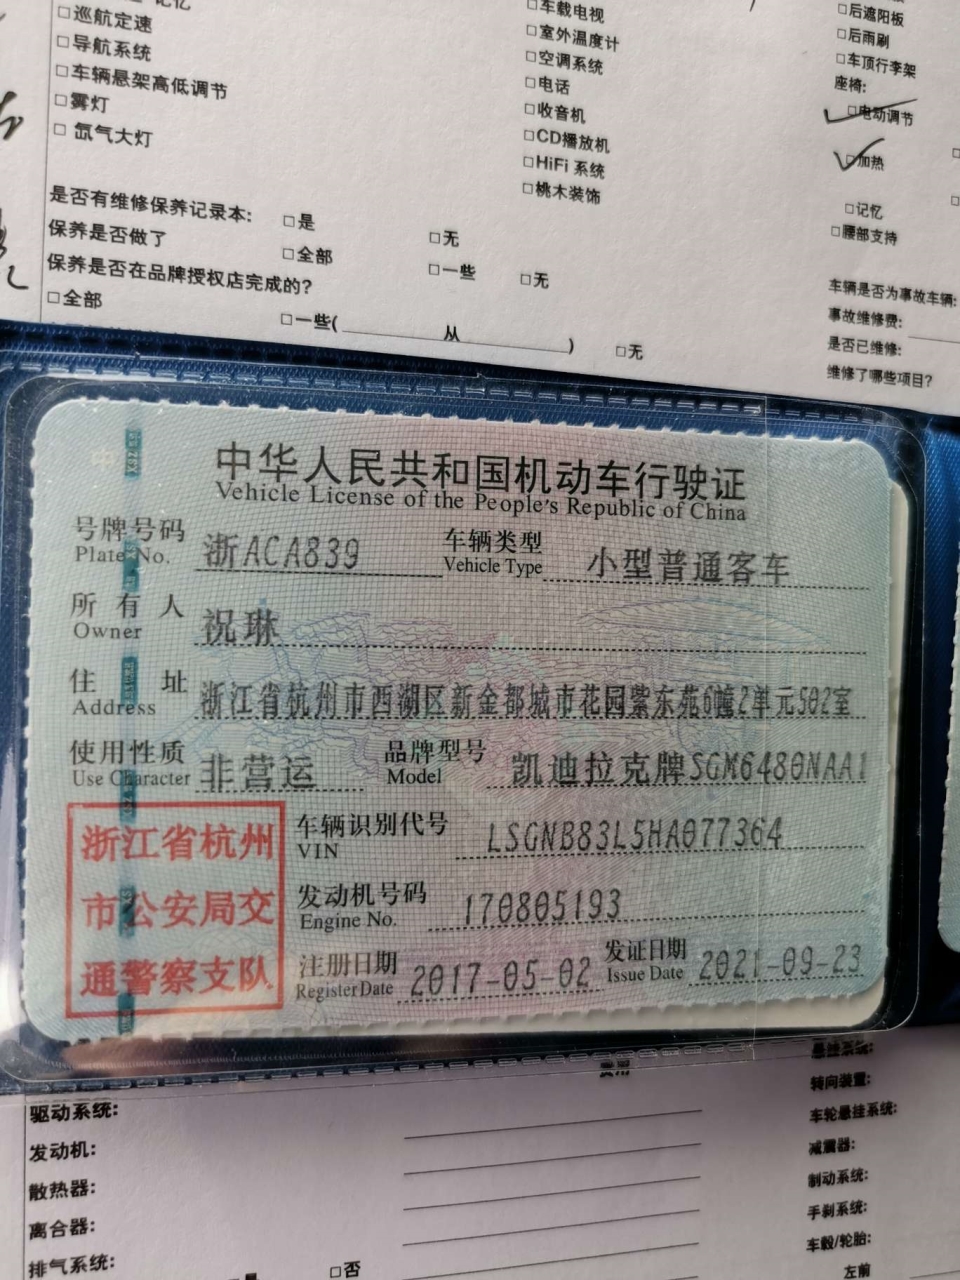 记忆
□巡航定速
□导航系统
□车辆悬架高低调节
□雾灯
□ 氙气大灯
□车载电视
□室外温度计
□空调系统
□电话
□收音机
□CD播放机
□HiFi 系统
□桃木装饰
□后遮阳板
□后雨刷
□车顶行李架
座椅:
□电动调节
□加热
□记忆
□腰部支持
是否有维修保养记录本: □是 □无
保养是否做了 □全部 □一些 □无
保养是否在品牌授权店完成的?
□全部 □一些( 从 ) □无
车辆是否为事故车辆:
事故维修费:
是否已维修:
维修了哪些项目?
中华人民共和国机动车行驶证
Vehicle License of the People's Republic of China
号牌号码 浙ACA839 车辆类型 小型普通客车
Plate No. Vehicle Type
所有人 祝琳
Owner
住址 浙江省杭州市西湖区新金都城市花园紫东苑6幢2单元502室
Address
使用性质 非营运 品牌型号 凯迪拉克牌SGM6480NAA1
Use Character Model
浙江省杭州
市公安局交
通警察支队
车辆识别代号 LSGNB83L5HA077364
VIN
发动机号码 170805193
Engine No.
注册日期 2017-05-02 发证日期 2021-09-23
Register Date Issue Date
费用
驱动系统:
发动机:
散热器:
离合器:
排气系统:
□否
悬挂系统:
转向装置:
车轮悬挂系统:
减震器:
制动系统:
手刹系统:
车毂/轮胎:
左前